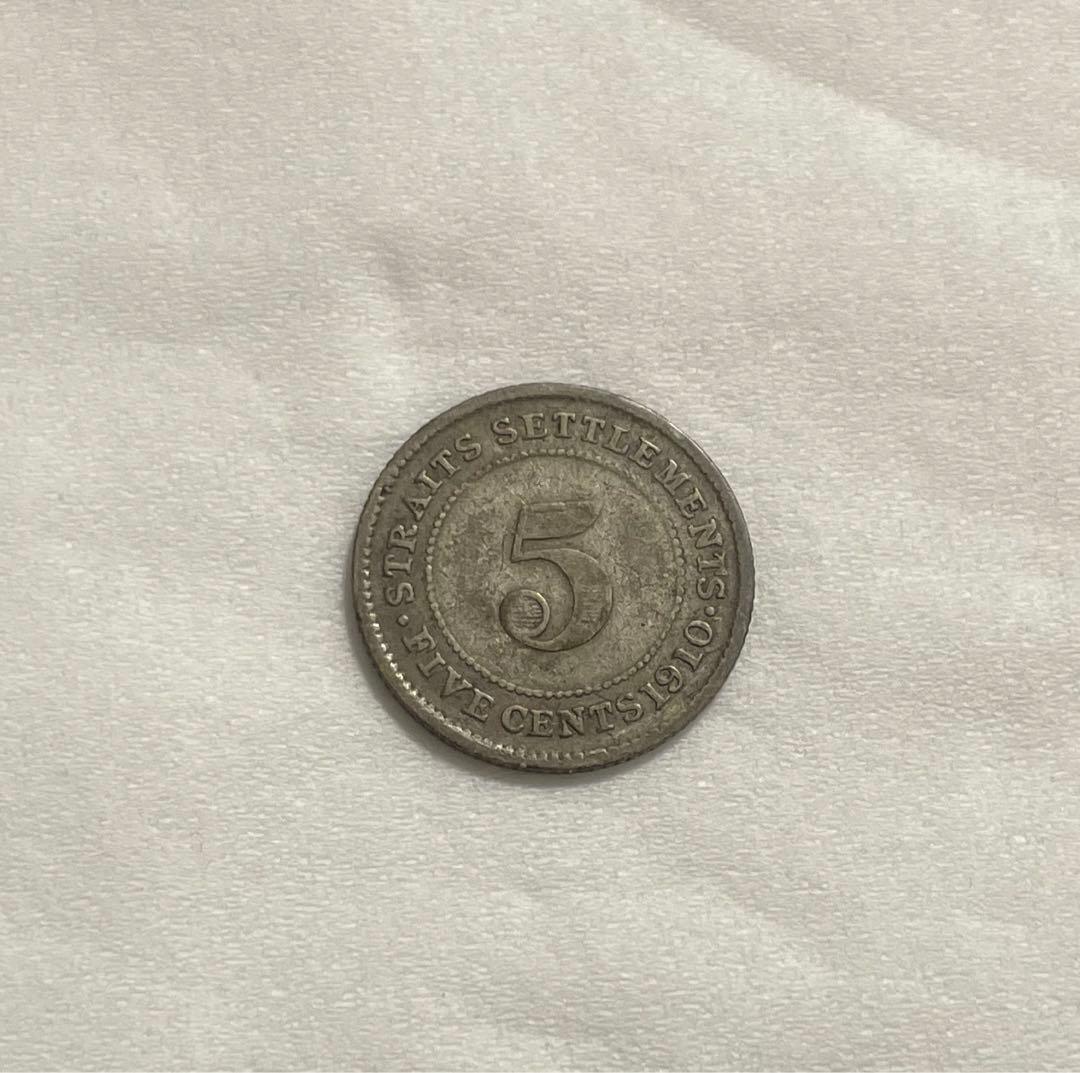 · STRAITS SETTLEMENTS ·
5
FIVE CENTS 1910